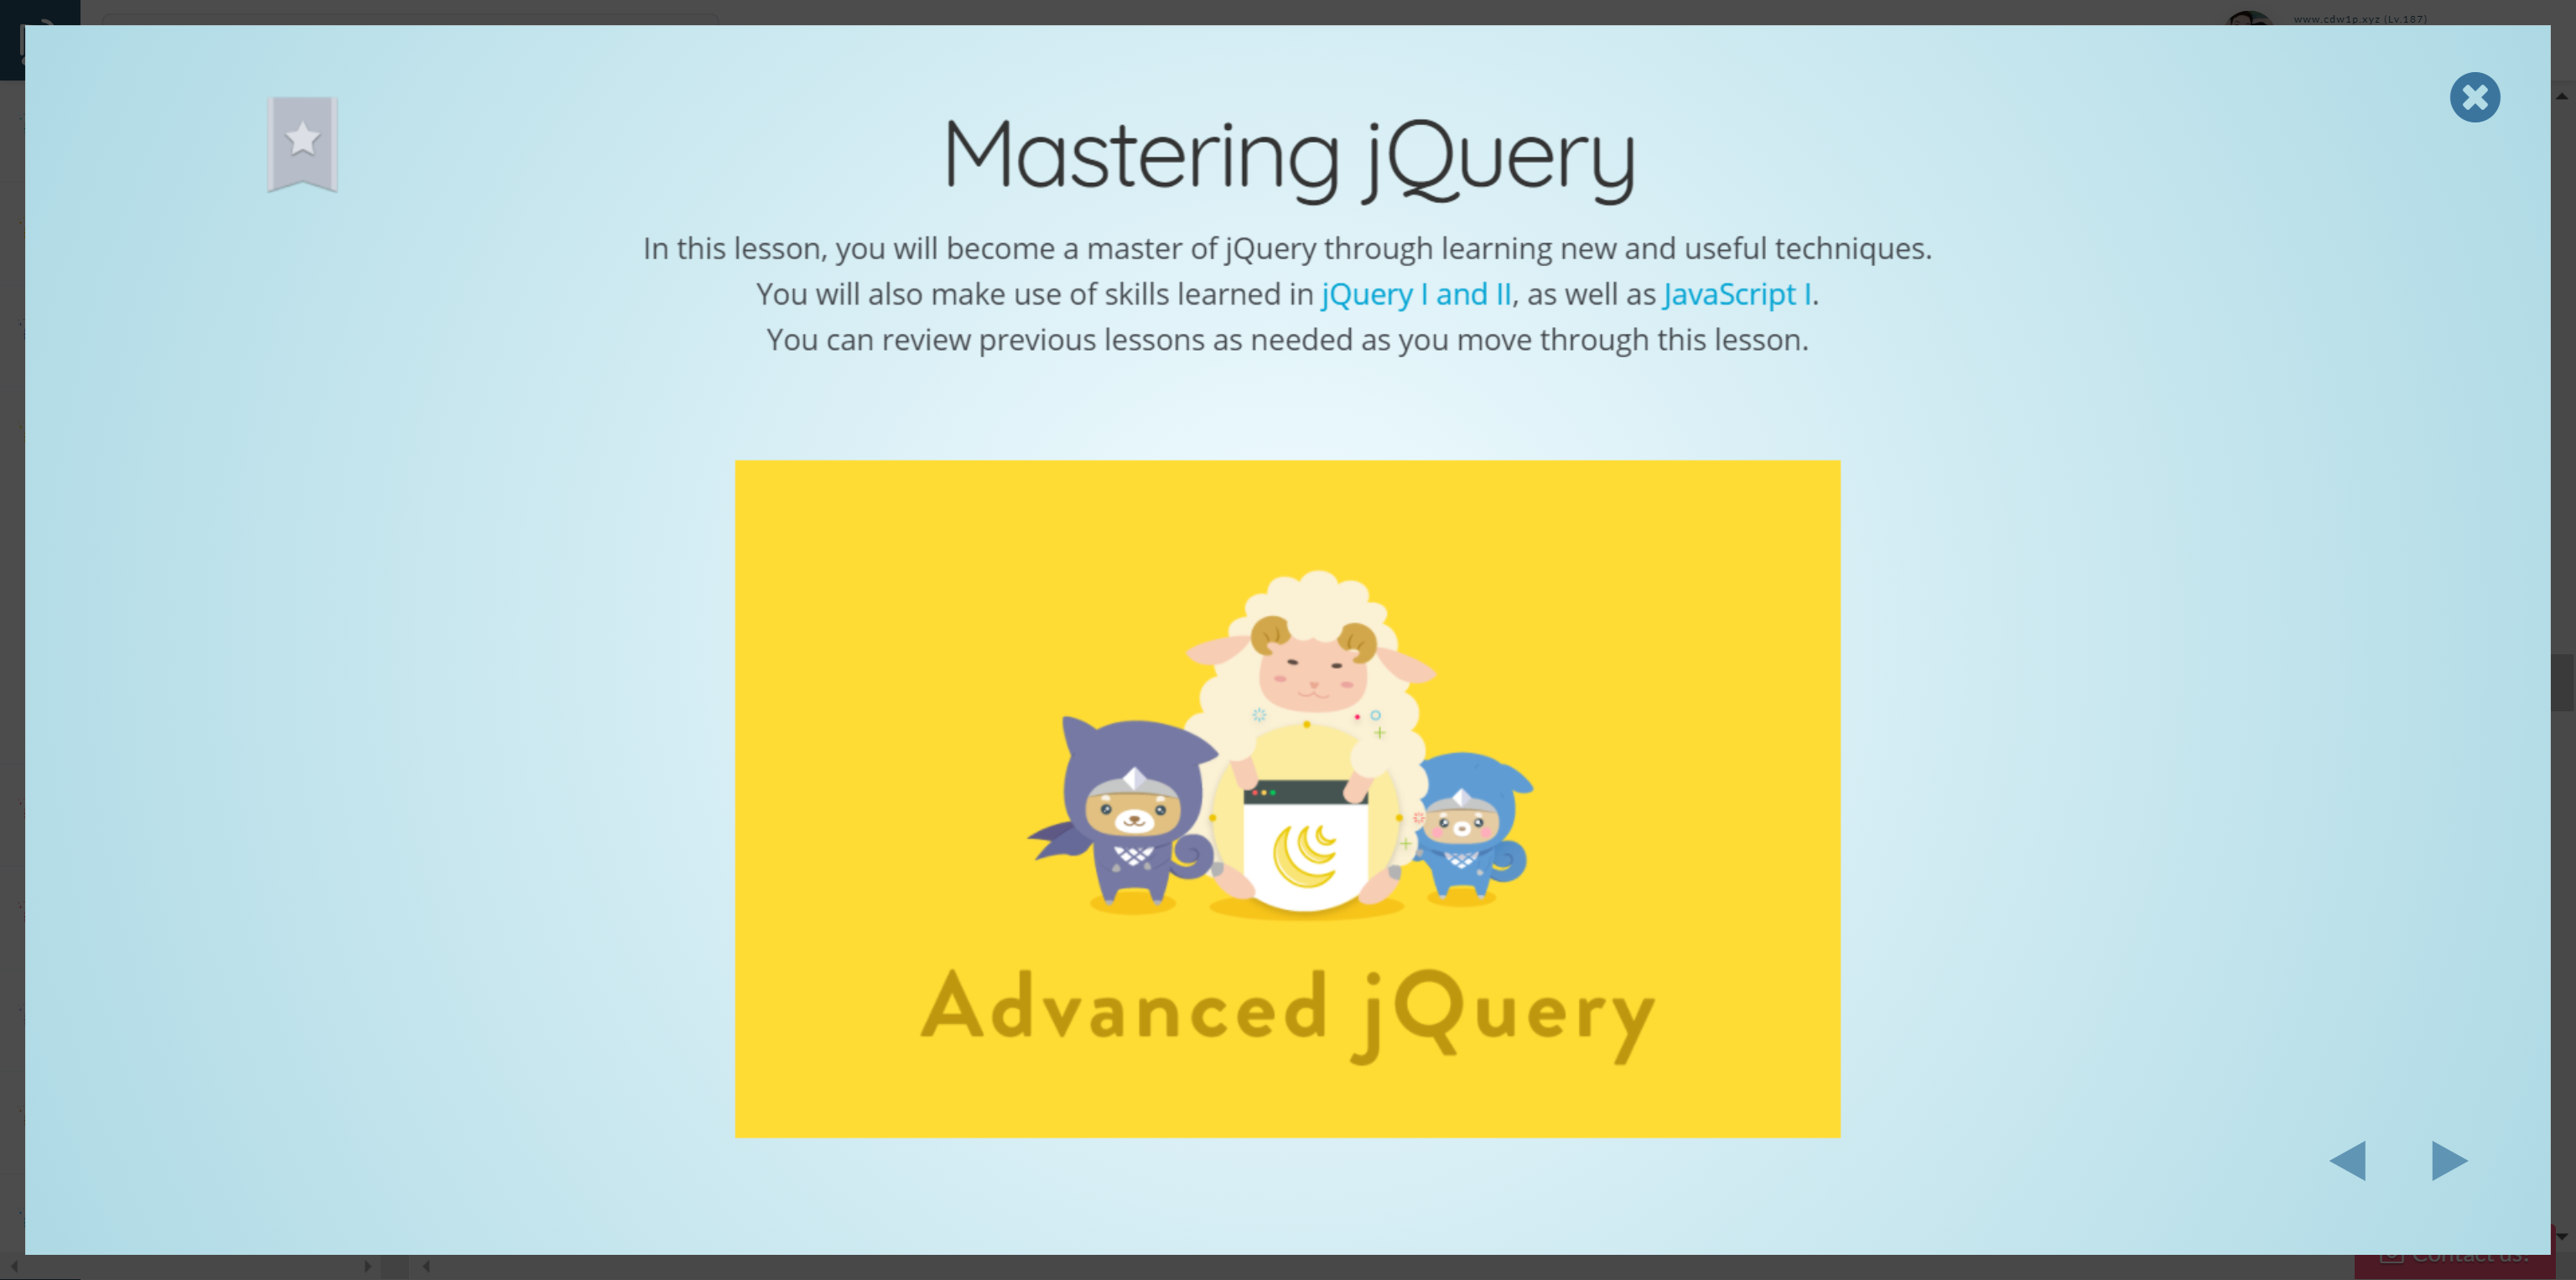 www.cdw1p.xyz (Lv.187)
Mastering jQuery
In this lesson, you will become a master of jQuery through learning new and useful techniques.
You will also make use of skills learned in jQuery I and II, as well as JavaScript I.
You can review previous lessons as needed as you move through this lesson.
Advanced jQuery
Contact us!